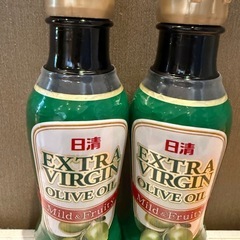 日清
EXTRA
VIRGIN
OLIVE OIL
Mild & Fruity
日清
EXTRA
VIRGIN
OLIVE OIL
Mild & Fruity